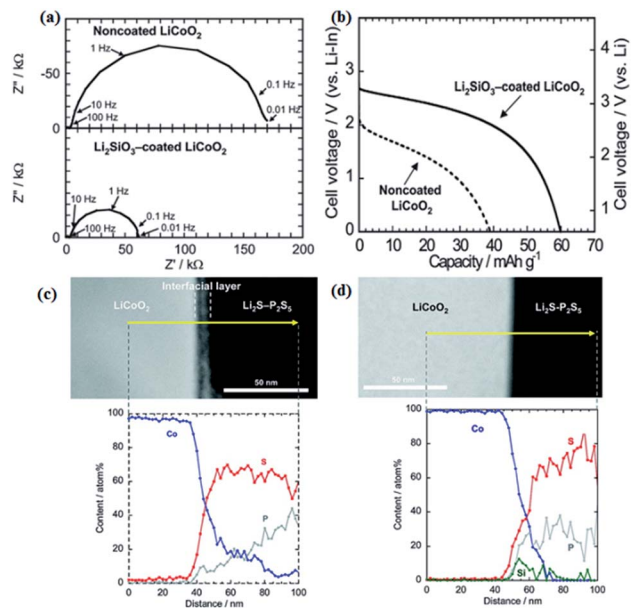 (a)
Noncoated LiCoO₂
1 Hz
10 Hz
100 Hz
0.1 Hz
0.01 Hz
-50
0
Z" / kΩ
Li₂SiO₃–coated LiCoO₂
10 Hz
1 Hz
100 Hz
0.1 Hz
0.01 Hz
-50
0
Z" / kΩ
0 50 100 150 200
Z' / kΩ
(b)
Cell voltage / V (vs. Li-In)
3
2
1
0
Li₂SiO₃–coated LiCoO₂
Noncoated
LiCoO₂
4
3
2
1
Cell voltage / V (vs. Li)
0 10 20 30 40 50 60 70
Capacity / mAh g⁻¹
(c)
Interfacial layer
LiCoO₂
Li₂S–P₂S₅
50 nm
Content / atom%
100
80
60
40
20
0
Co
S
P
0 20 40 60 80 100
Distance / nm
(d)
LiCoO₂
Li₂S-P₂S₅
50 nm
Content / atom%
100
80
60
40
20
0
Co
S
P
Si
0 20 40 60 80 100
Distance / nm